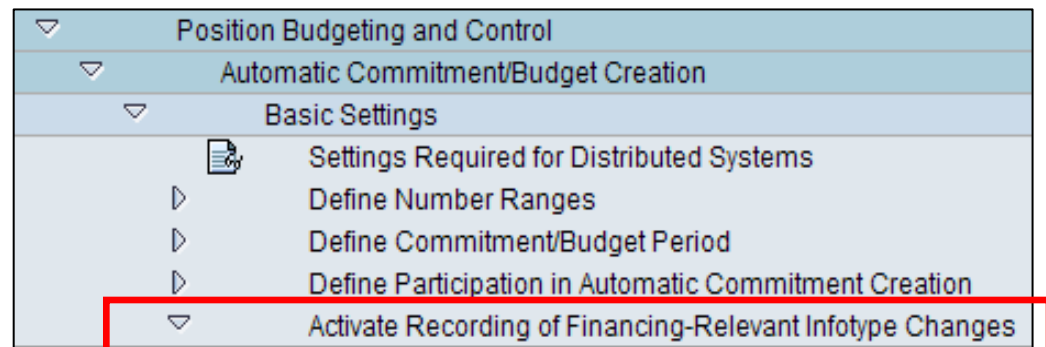 Position Budgeting and Control
Automatic Commitment/Budget Creation
Basic Settings
Settings Required for Distributed Systems
Define Number Ranges
Define Commitment/Budget Period
Define Participation in Automatic Commitment Creation
Activate Recording of Financing-Relevant Infotype Changes